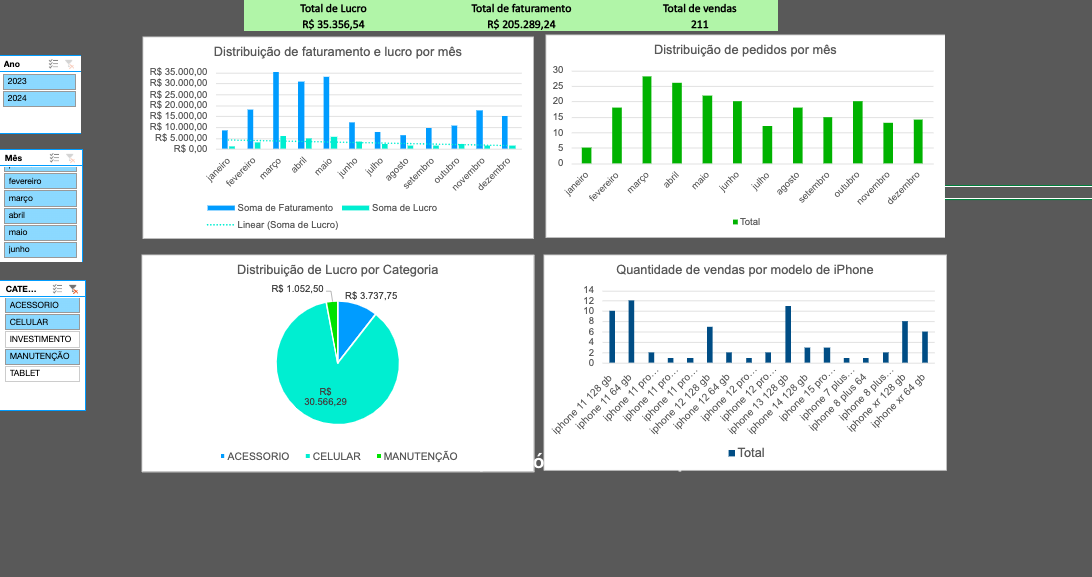 Total de Lucro Total de faturamento Total de vendas
R$ 35.356,54 R$ 205.289,24 211
Ano
2023
2024
Mês
fevereiro
março
abril
maio
junho
CATE...
ACESSORIO
CELULAR
INVESTIMENTO
MANUTENÇÃO
TABLET
Distribuição de faturamento e lucro por mês
R$ 35.000,00
R$ 30.000,00
R$ 25.000,00
R$ 20.000,00
R$ 15.000,00
R$ 10.000,00
R$ 5.000,00
R$ 0,00
janeiro
fevereiro
março
abril
maio
junho
julho
agosto
setembro
outubro
novembro
dezembro
Soma de Faturamento Soma de Lucro
Linear (Soma de Lucro)
Distribuição de pedidos por mês
30
25
20
15
10
5
0
janeiro
fevereiro
março
abril
maio
junho
julho
agosto
setembro
outubro
novembro
dezembro
Total
Distribuição de Lucro por Categoria
R$ 1.052,50
R$ 3.737,75
R$
30.566,29
ACESSORIO CELULAR MANUTENÇÃO
Quantidade de vendas por modelo de iPhone
14
12
10
8
6
4
2
0
iphone 11 128 gb
iphone 11 64 gb
iphone 11 pro...
iphone 11 pro...
iphone 11 pro...
iphone 12 128 gb
iphone 12 64 gb
iphone 12 pro...
iphone 12 pro...
iphone 13 128 gb
iphone 14 128 gb
iphone 15 pro...
iphone 7 plus...
iphone 8 plus 64
iphone 8 plus...
iphone xr 128 gb
iphone xr 64 gb
Total